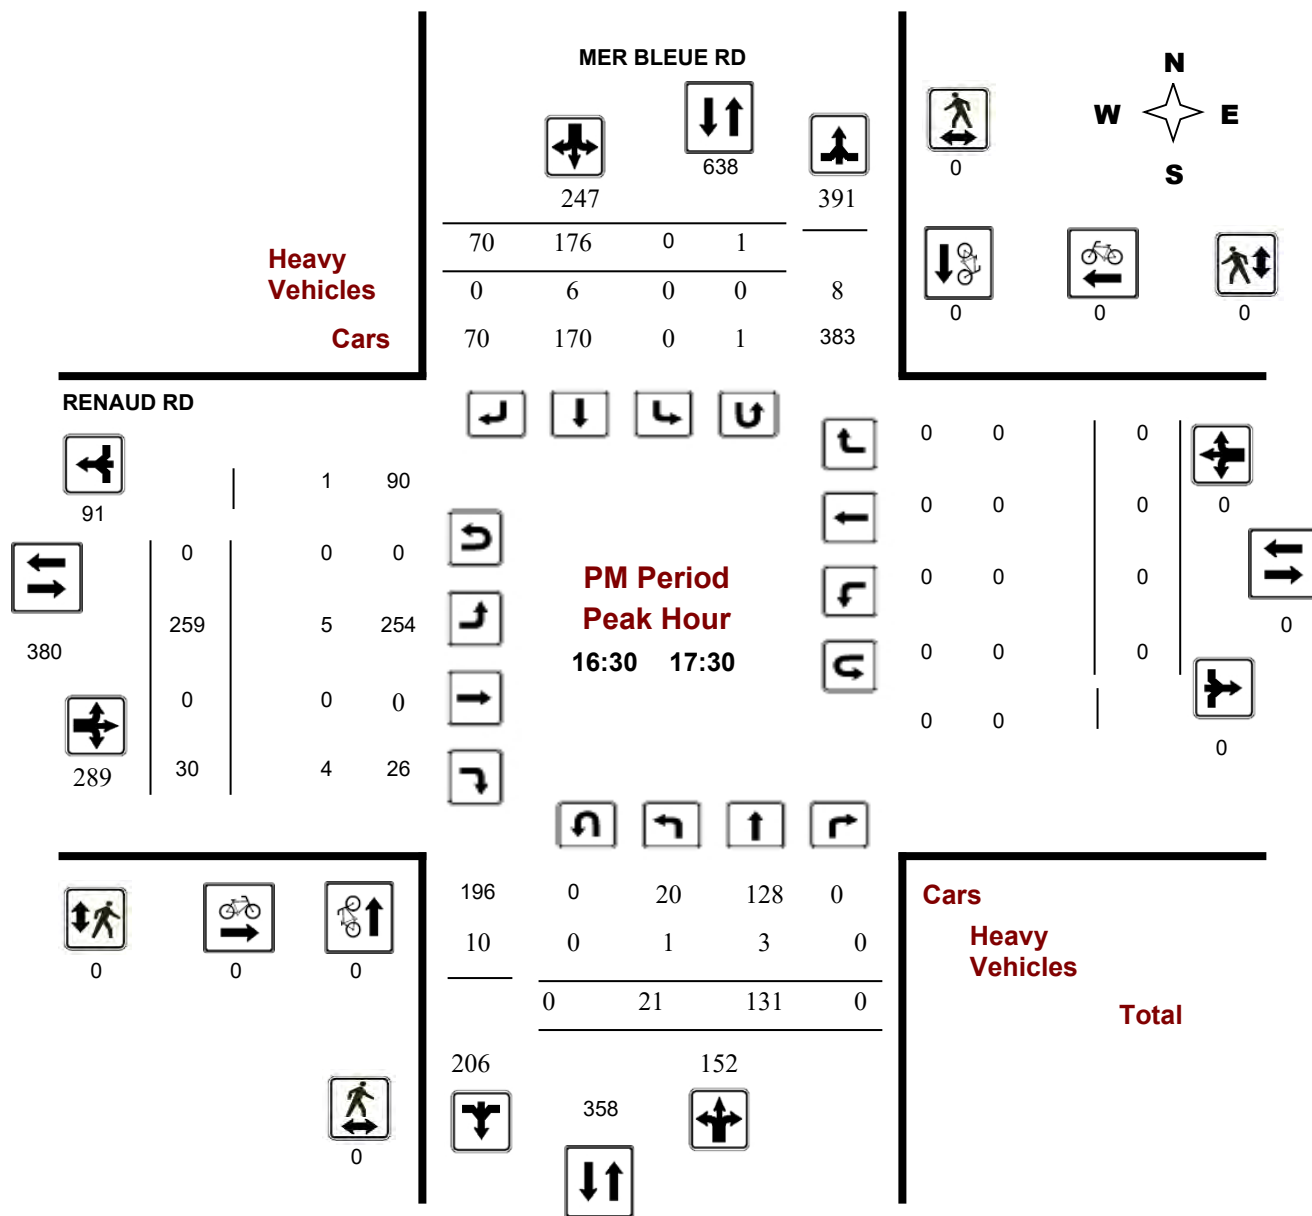 MER BLEUE RD
N
W E
S
638
0
247 391
70 176 0 1
Heavy
Vehicles
0 6 0 0 8
0 0 0
Cars
70 170 0 1 383
RENAUD RD
0 0 0
1 90
91
0 0 0 0
0 0 0
PM Period
Peak Hour
16:30 17:30
0 0 0
259 5 254
0
380
0 0 0
0 0 0
0 0
0
289
30 4 26
196 0 20 128 0
Cars
10 0 1 3 0
Heavy
Vehicles
0 0 0
0 21 131 0
Total
206 152
358
0